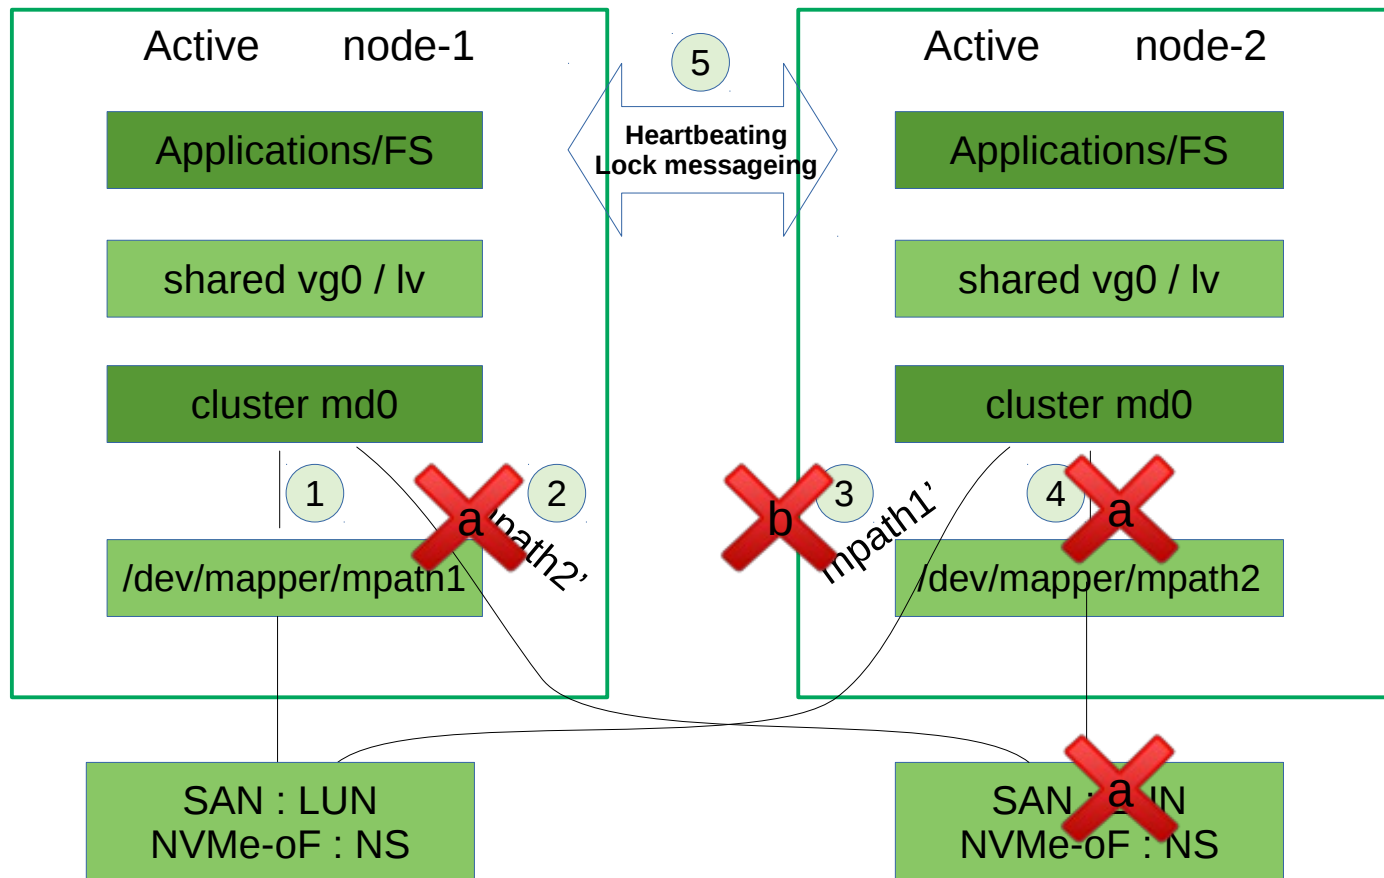 Active node-1
Active node-2
5
Heartbeating
Lock messageing
Applications/FS
Applications/FS
shared vg0 / lv
shared vg0 / lv
cluster md0
cluster md0
1
a
2
b
3
4
a
mpath1’
/dev/mapper/mpath1
/dev/mapper/mpath2
SAN : LUN
NVMe-oF : NS
a
SAN :
NVMe-oF : NS